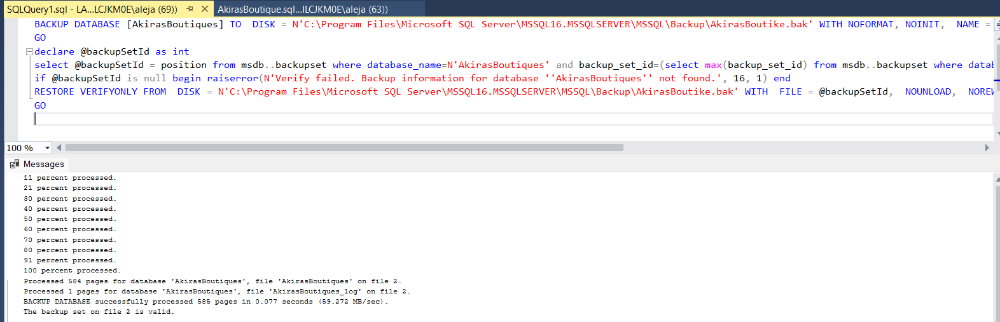 SQLQuery1.sql - LA...LCJKM0E\aleja (69))
AkirasBoutique.sql...ILCJKM0E\aleja (63))
BACKUP DATABASE [AkirasBoutiques] TO  DISK = N'C:\Program Files\Microsoft SQL Server\MSSQL16.MSSQLSERVER\MSSQL\Backup\AkirasBoutike.bak' WITH NOFORMAT, NOINIT,  NAME =
GO
declare @backupSetId as int
select @backupSetId = position from msdb..backupset where database_name=N'AkirasBoutiques' and backup_set_id=(select max(backup_set_id) from msdb..backupset where datab
if @backupSetId is null begin raiserror(N'Verify failed. Backup information for database ''AkirasBoutiques'' not found.', 16, 1) end
RESTORE VERIFYONLY FROM  DISK = N'C:\Program Files\Microsoft SQL Server\MSSQL16.MSSQLSERVER\MSSQL\Backup\AkirasBoutike.bak' WITH  FILE = @backupSetId,  NOUNLOAD,  NOREW
GO
100 %
Messages
11 percent processed.
21 percent processed.
30 percent processed.
40 percent processed.
50 percent processed.
60 percent processed.
70 percent processed.
80 percent processed.
91 percent processed.
100 percent processed.
Processed 584 pages for database 'AkirasBoutiques', file 'AkirasBoutiques' on file 2.
Processed 1 pages for database 'AkirasBoutiques', file 'AkirasBoutiques_log' on file 2.
BACKUP DATABASE successfully processed 585 pages in 0.077 seconds (59.272 MB/sec).
The backup set on file 2 is valid.